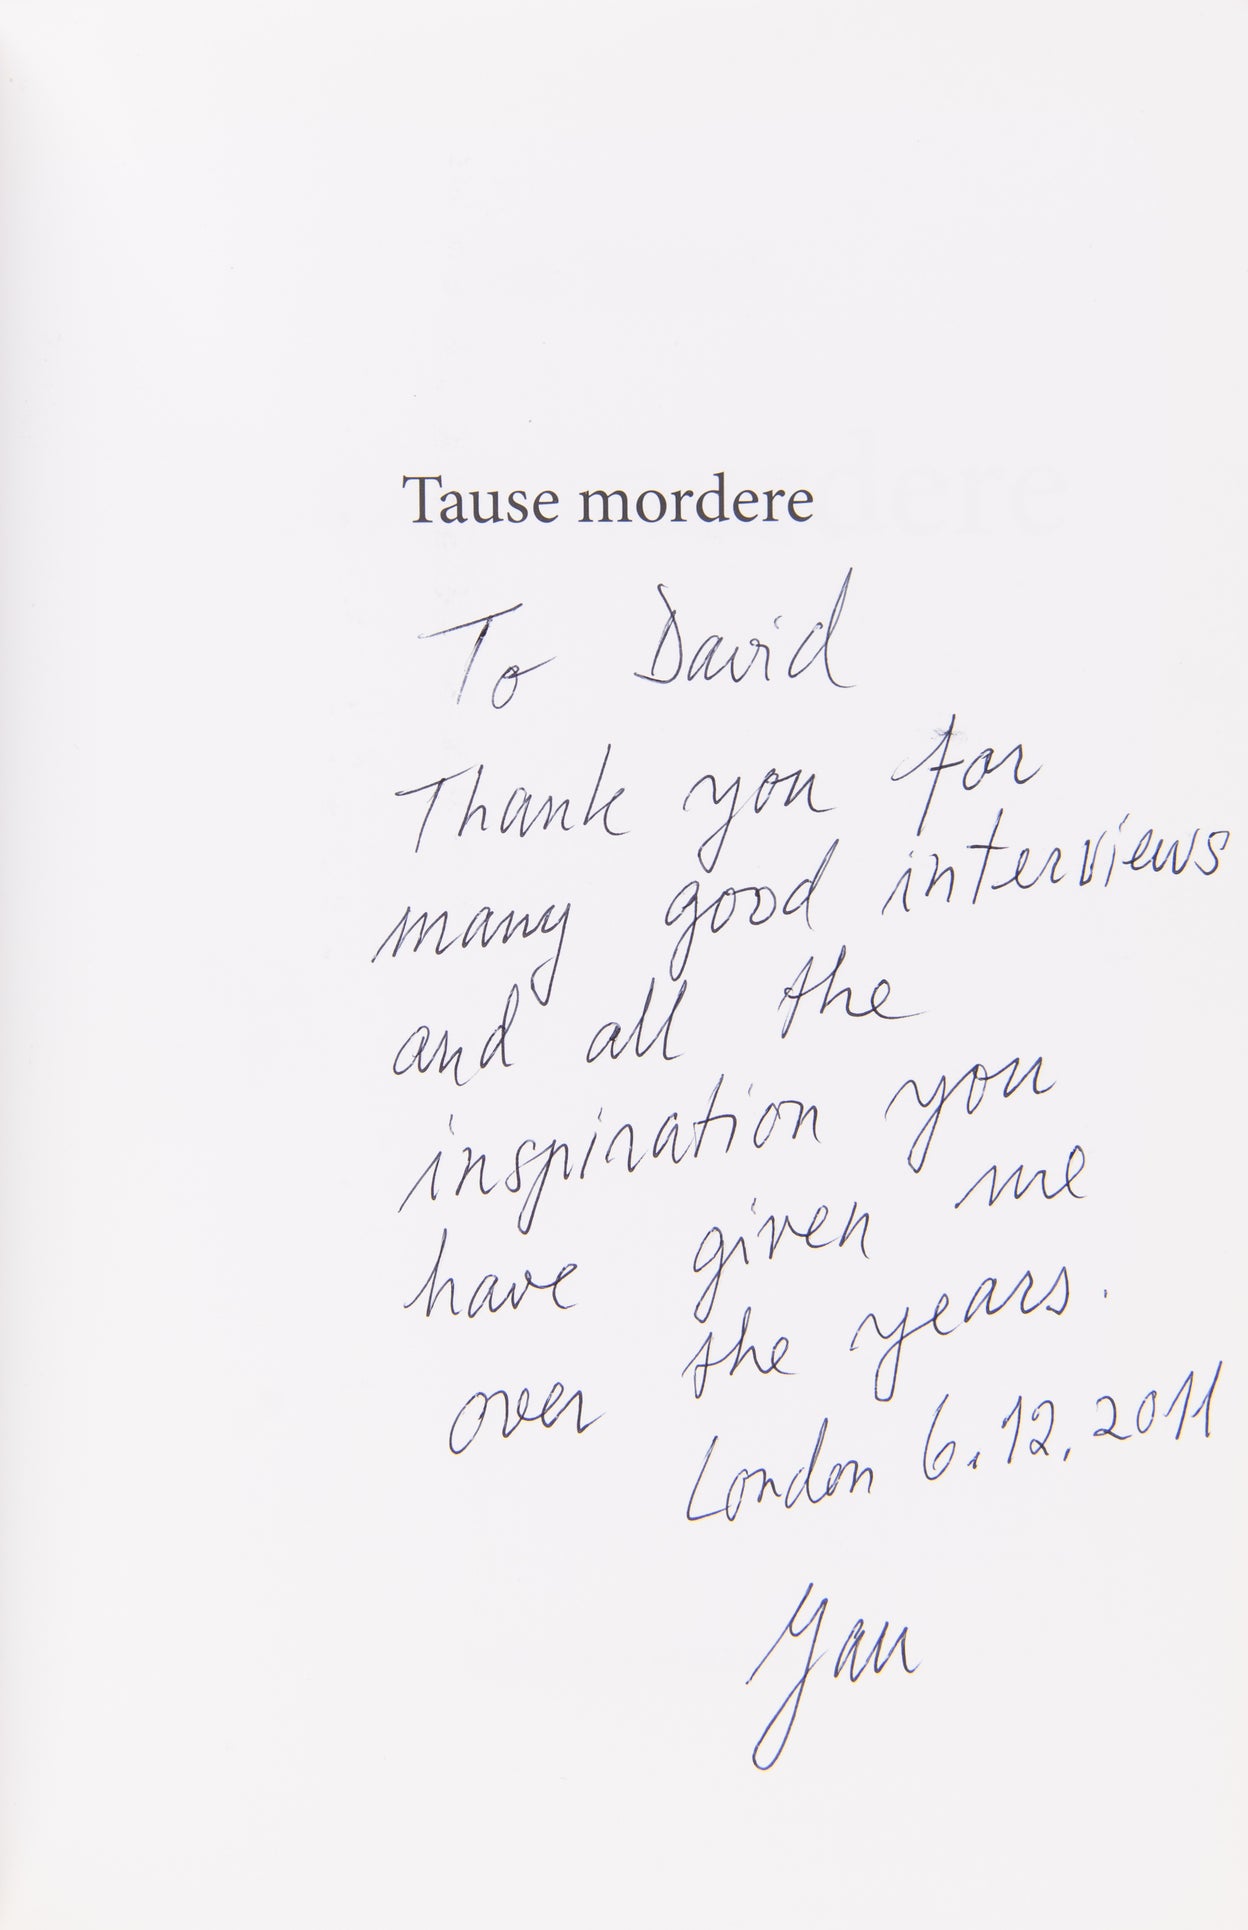 Tause mordere
To David
Thank you for
many good interviews
and all the
inspiration you
have given me
over the years.
London 6.12.2011